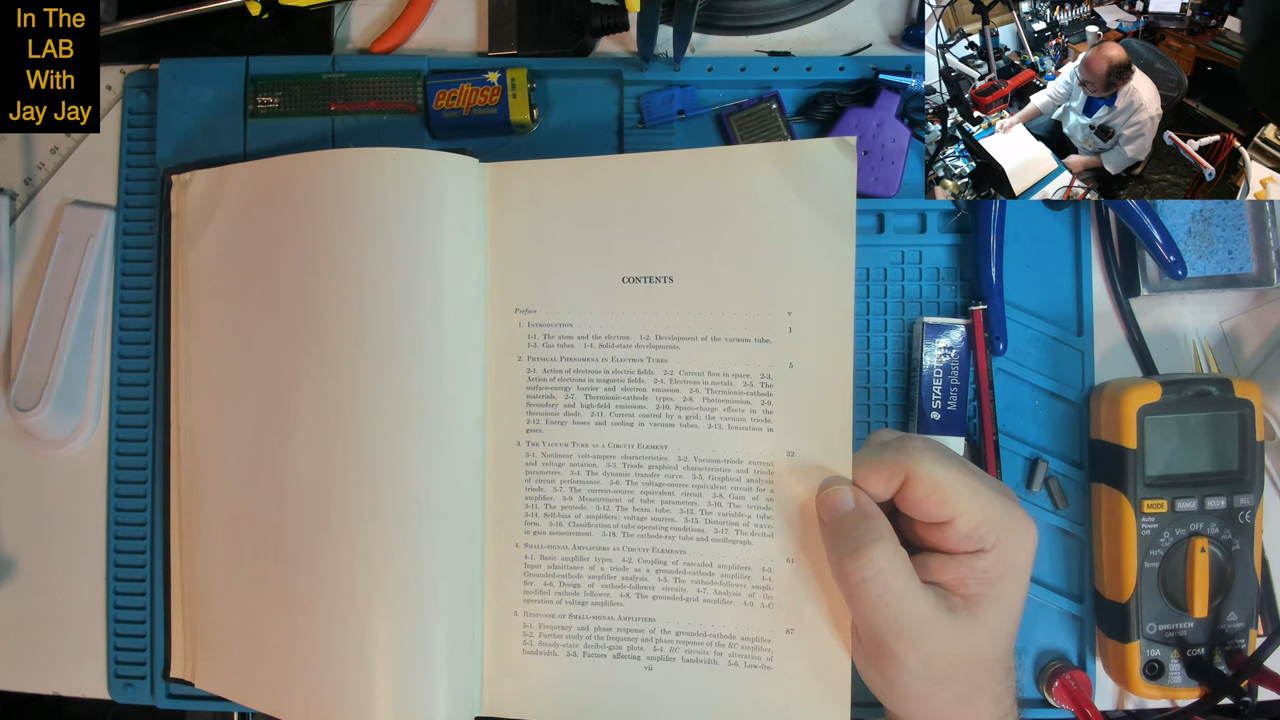 In The
LAB
With
Jay Jay
eclipse
CONTENTS
Preface . . . . . v
1. INTRODUCTION . . . . . 1
1-1. The atom and the electron. 1-2. Development of the vacuum tube.
1-3. Gas tubes. 1-4. Solid-state developments.
2. PHYSICAL PHENOMENA IN ELECTRON TUBES . . . 5
2-1. Action of electrons in electric fields. 2-2. Current flow in space. 2-3.
Action of electrons in magnetic fields. 2-4. Electrons in metals. 2-5. The
surface-energy barrier and electron emission. 2-6. Thermionic-cathode
materials. 2-7. Thermionic-cathode types. 2-8. Photoemission. 2-9.
Secondary and high-field emissions. 2-10. Space-charge effects in the
thermionic diode. 2-11. Current control by a grid; the vacuum triode.
2-12. Energy losses and cooling in vacuum tubes. 2-13. Ionization in
gases.
3. THE VACUUM TUBE AS A CIRCUIT ELEMENT . . . 32
3-1. Nonlinear volt-ampere characteristics. 3-2. Vacuum-triode current
and voltage notation. 3-3. Triode graphical characteristics and triode
parameters. 3-4. The dynamic transfer curve. 3-5. Graphical analysis
of circuit performance. 3-6. The voltage-source equivalent circuit for a
triode. 3-7. The current-source equivalent circuit. 3-8. Gain of an
amplifier. 3-9. Measurement of tube parameters. 3-10. The tetrode.
3-11. The pentode. 3-12. The beam tube. 3-13. The variable-μ tube.
3-14. Self-bias of amplifiers; voltage sources. 3-15. Distortion of wave-
form. 3-16. Classification of tube operating conditions. 3-17. The decibel
in gain measurement. 3-18. The cathode-ray tube and oscillograph.
4. SMALL-SIGNAL AMPLIFIERS AS CIRCUIT ELEMENTS . . . 64
4-1. Basic amplifier types. 4-2. Coupling of cascaded amplifiers. 4-3.
Input admittance of a triode as a grounded-cathode amplifier. 4-4.
Grounded-cathode amplifier analysis. 4-5. The cathode-follower ampli-
fier. 4-6. Design of cathode-follower circuits. 4-7. Analysis of the
modified cathode follower. 4-8. The grounded-grid amplifier. 4-9. A-C
operation of voltage amplifiers.
5. RESPONSE OF SMALL-SIGNAL AMPLIFIERS . . . 87
5-1. Frequency and phase response of the grounded-cathode amplifier.
5-2. Further study of the frequency and phase response of the RC amplifier.
5-3. Steady-state decibel-gain plots. 5-4. RC circuits for alteration of
bandwidth. 5-5. Factors affecting amplifier bandwidth. 5-6. Low-fre-
vii
STAEDTLER
Mars plastic
MODE RANGE HOLD REL
Auto
Power
Off
OFF
10A
DIGITECH
10A COM